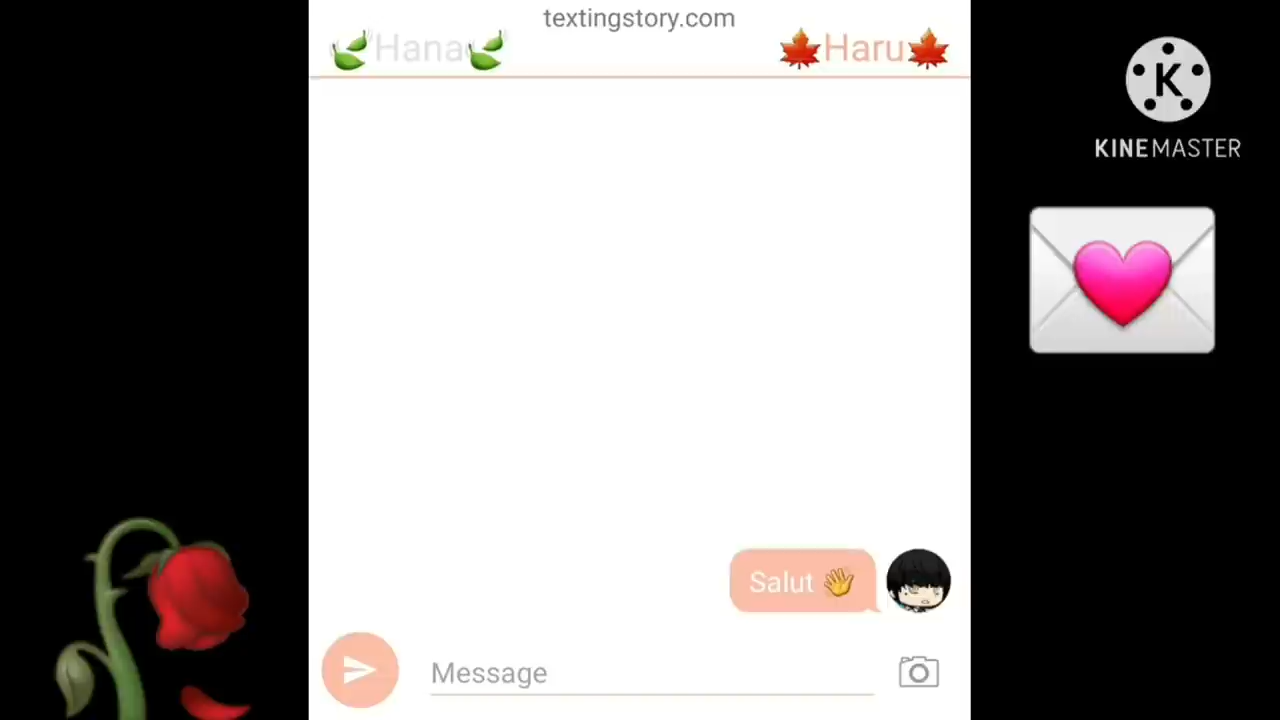 textingstory.com
Hana
Haru
K
KINEMASTER
Salut 👋
Message